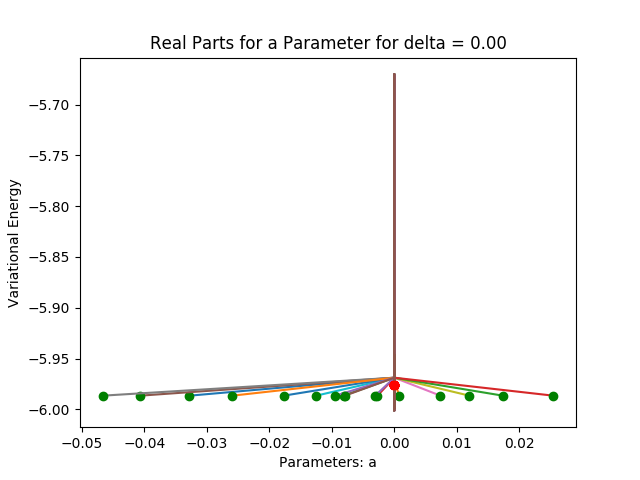 Real Parts for a Parameter for delta = 0.00
Variational Energy
−5.70
−5.75
−5.80
−5.85
−5.90
−5.95
−6.00
−0.05 −0.04 −0.03 −0.02 −0.01 0.00 0.01 0.02
Parameters: a